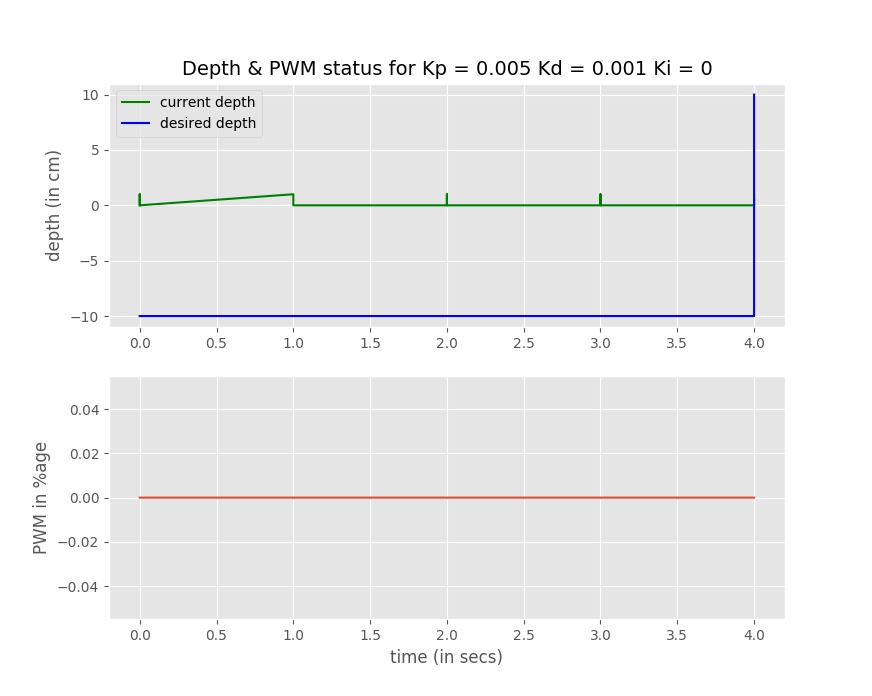 Depth & PWM status for Kp = 0.005 Kd = 0.001 Ki = 0
current depth
desired depth
depth (in cm)
10
5
0
−5
−10
0.0 0.5 1.0 1.5 2.0 2.5 3.0 3.5 4.0
PWM in %age
0.04
0.02
0.00
−0.02
−0.04
0.0 0.5 1.0 1.5 2.0 2.5 3.0 3.5 4.0
time (in secs)